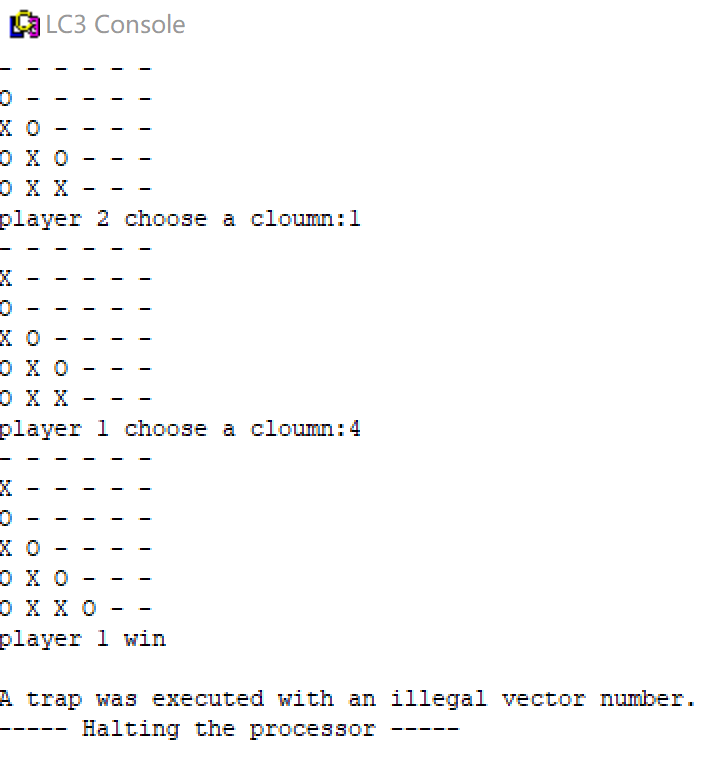 LC3 Console
- - - - - -
O - - - - -
X O - - - -
O X O - - -
O X X - - -
player 2 choose a cloumn:1
- - - - - -
X - - - - -
O - - - - -
X O - - - -
O X O - - -
O X X - - -
player 1 choose a cloumn:4
- - - - - -
X - - - - -
O - - - - -
X O - - - -
O X O - - -
O X X O - -
player 1 win
A trap was executed with an illegal vector number.
----- Halting the processor -----